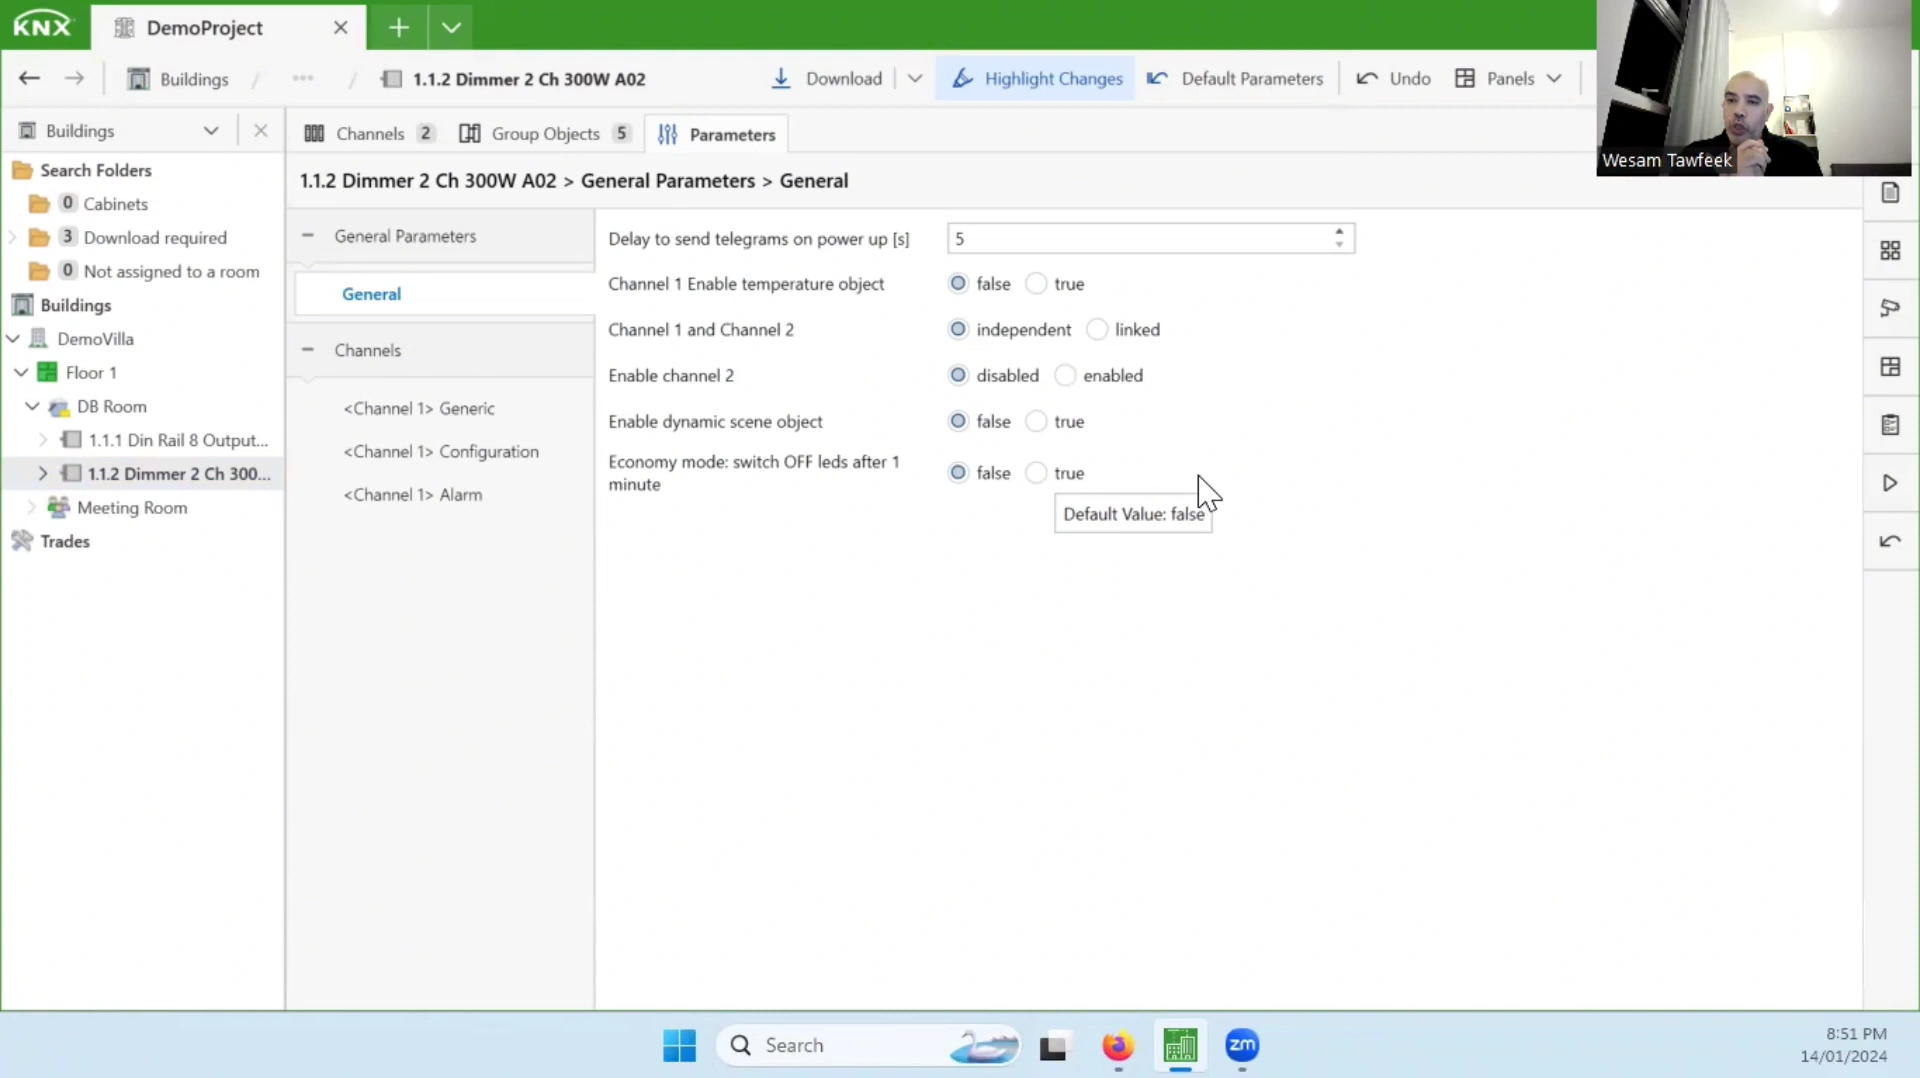 KNX
DemoProject
Buildings / ••• / 1.1.2 Dimmer 2 Ch 300W A02
Download
Highlight Changes
Default Parameters
Undo
Panels
Wesam Tawfeek
Buildings
Channels 2
Group Objects 5
Parameters
Search Folders
0 Cabinets
3 Download required
0 Not assigned to a room
Buildings
DemoVilla
Floor 1
DB Room
1.1.1 Din Rail 8 Output...
1.1.2 Dimmer 2 Ch 300...
Meeting Room
Trades
1.1.2 Dimmer 2 Ch 300W A02 > General Parameters > General
General Parameters
General
Channels
<Channel 1> Generic
<Channel 1> Configuration
<Channel 1> Alarm
Delay to send telegrams on power up [s] 5
Channel 1 Enable temperature object false true
Channel 1 and Channel 2 independent linked
Enable channel 2 disabled enabled
Enable dynamic scene object false true
Economy mode: switch OFF leds after 1
minute
false true
Default Value: false
Search
zm
8:51 PM
14/01/2024